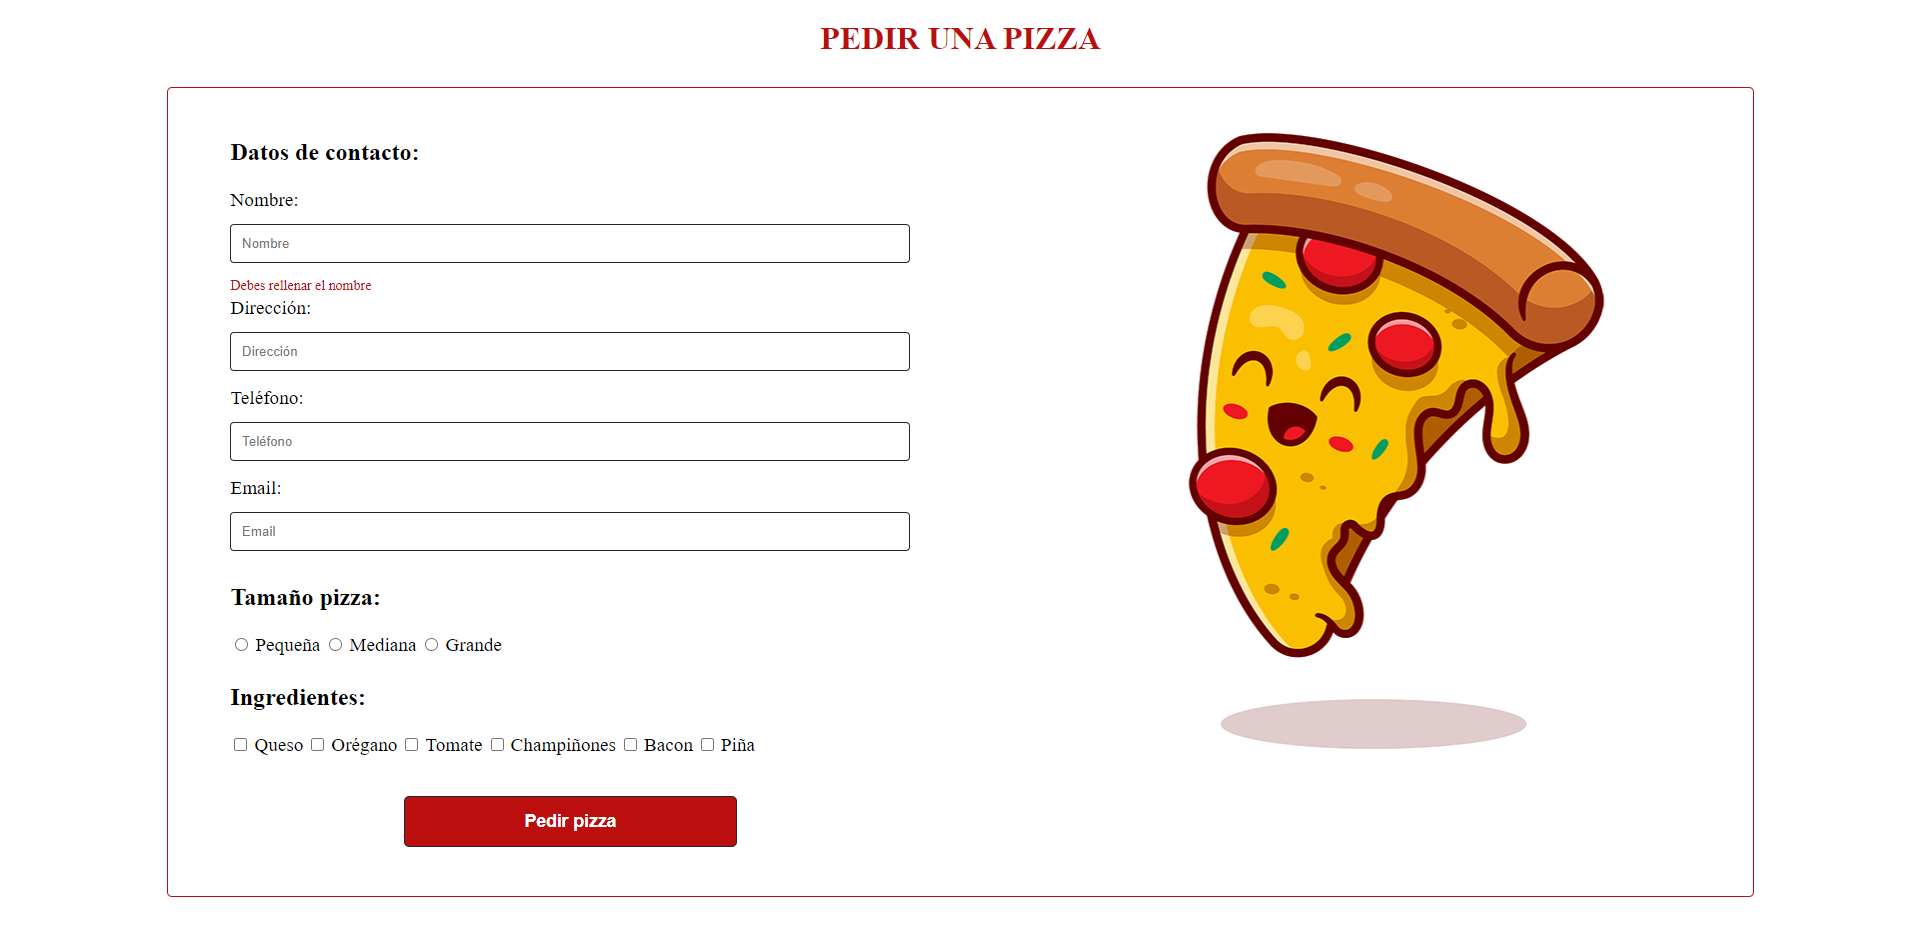 PEDIR UNA PIZZA
Datos de contacto:
Nombre:
Nombre
Debes rellenar el nombre
Dirección:
Dirección
Teléfono:
Teléfono
Email:
Email
Tamaño pizza:
Pequeña Mediana Grande
Ingredientes:
Queso Orégano Tomate Champiñones Bacon Piña
Pedir pizza